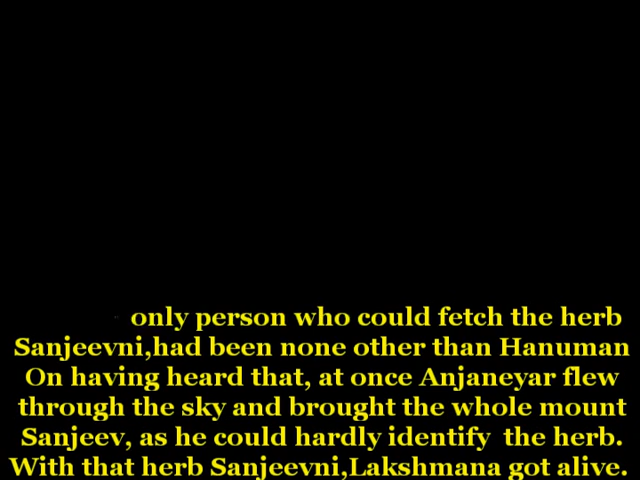 only person who could fetch the herb
Sanjeevni,had been none other than Hanuman
On having heard that, at once Anjaneyar flew
through the sky and brought the whole mount
Sanjeev, as he could hardly identify  the herb.
With that herb Sanjeevni,Lakshmana got alive.